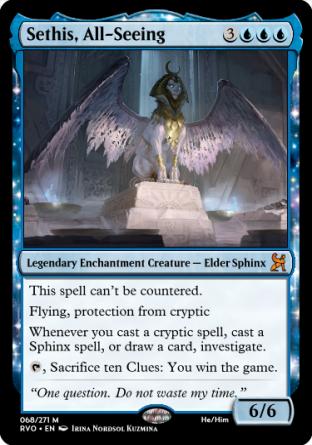 Sethis, All-Seeing 3
Legendary Enchantment Creature — Elder Sphinx
This spell can't be countered.
Flying, protection from cryptic
Whenever you cast a cryptic spell, cast a
Sphinx spell, or draw a card, investigate.
, Sacrifice ten Clues: You win the game.
“One question. Do not waste my time.”
6/6
068/271 M
RVO • EN Irina Nordsol Kuzmina
He/Him